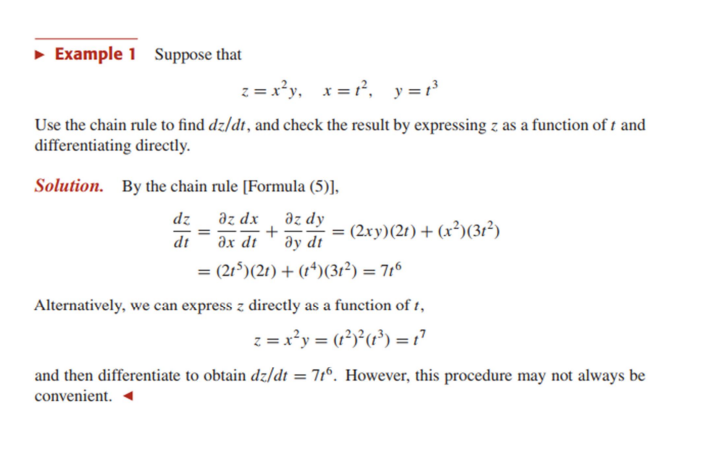 ► Example 1 Suppose that
z = x²y, x = t², y = t³
Use the chain rule to find dz/dt, and check the result by expressing z as a function of t and
differentiating directly.
Solution. By the chain rule [Formula (5)],
dz/dt = ∂z/∂x dx/dt + ∂z/∂y dy/dt = (2xy)(2t) + (x²)(3t²)
= (2t⁵)(2t) + (t⁴)(3t²) = 7t⁶
Alternatively, we can express z directly as a function of t,
z = x²y = (t²)²(t³) = t⁷
and then differentiate to obtain dz/dt = 7t⁶. However, this procedure may not always be
convenient. ◄